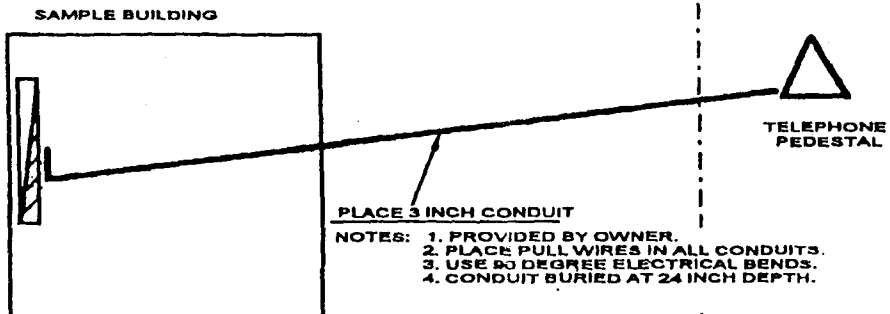 SAMPLE BUILDING
TELEPHONE
PEDESTAL
PLACE 3 INCH CONDUIT
NOTES: 1. PROVIDED BY OWNER.
2. PLACE PULL WIRES IN ALL CONDUITS.
3. USE 90 DEGREE ELECTRICAL BENDS.
4. CONDUIT BURIED AT 24 INCH DEPTH.